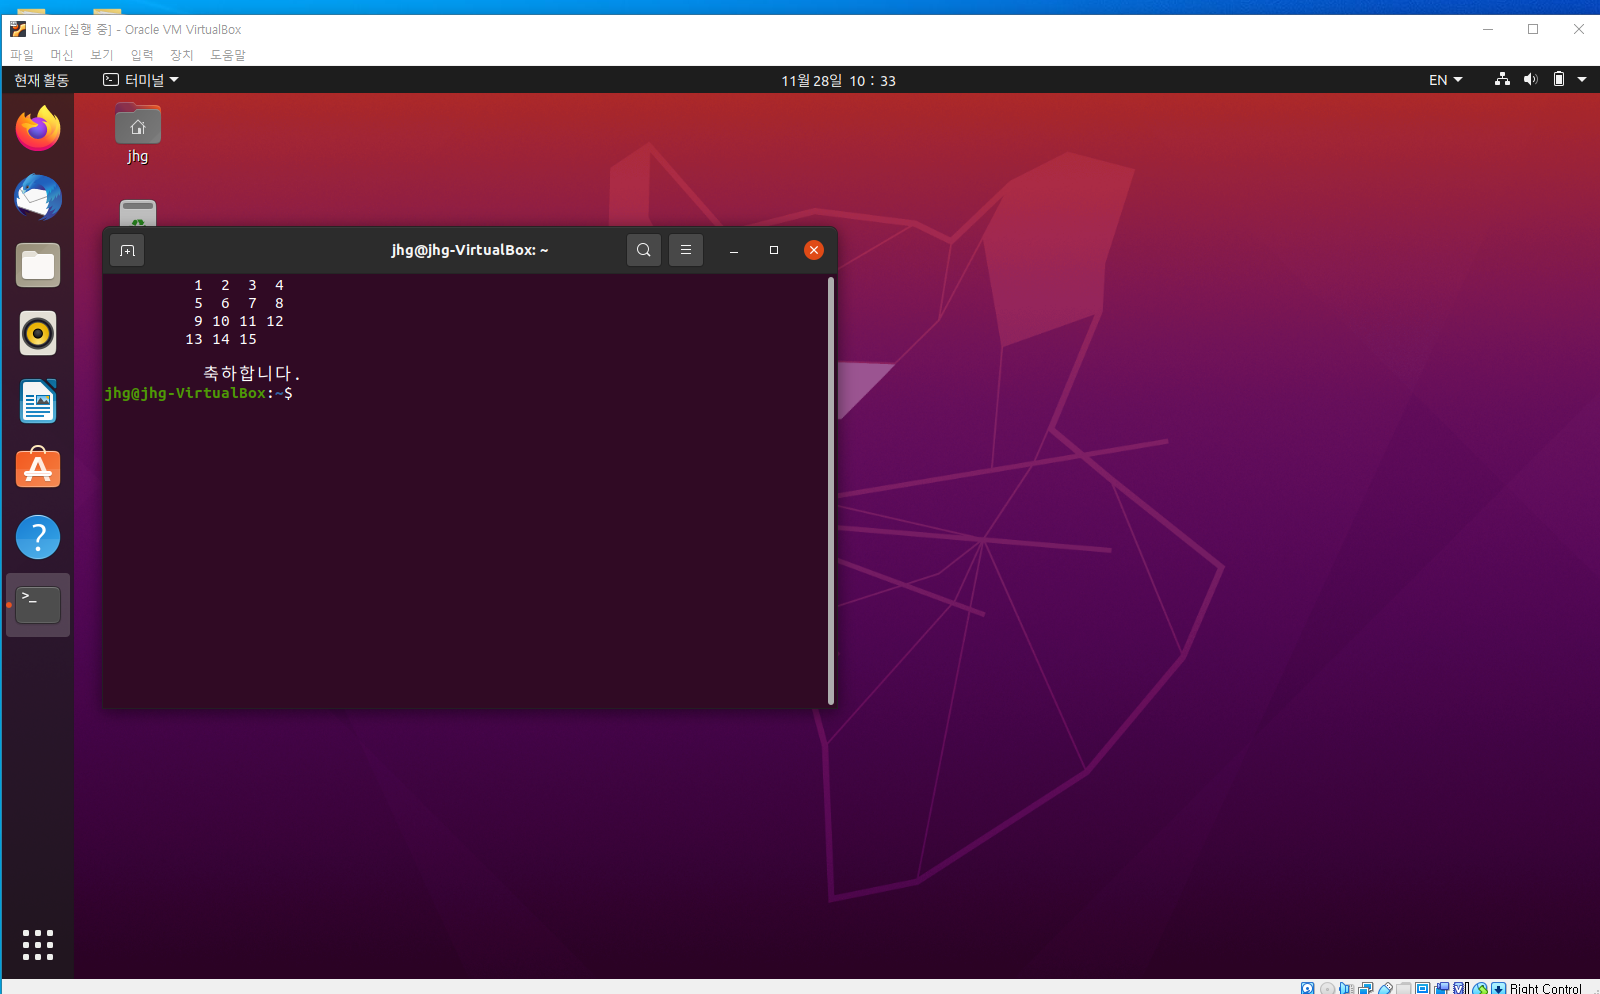 Linux [실행 중] - Oracle VM VirtualBox
파일 머신 보기 입력 장치 도움말
현재 활동 터미널 11월 28일 10 : 33 EN
jhg
jhg@jhg-VirtualBox: ~
1 2 3 4
5 6 7 8
9 10 11 12
13 14 15
축하합니다.
jhg@jhg-VirtualBox:~$
Right Control